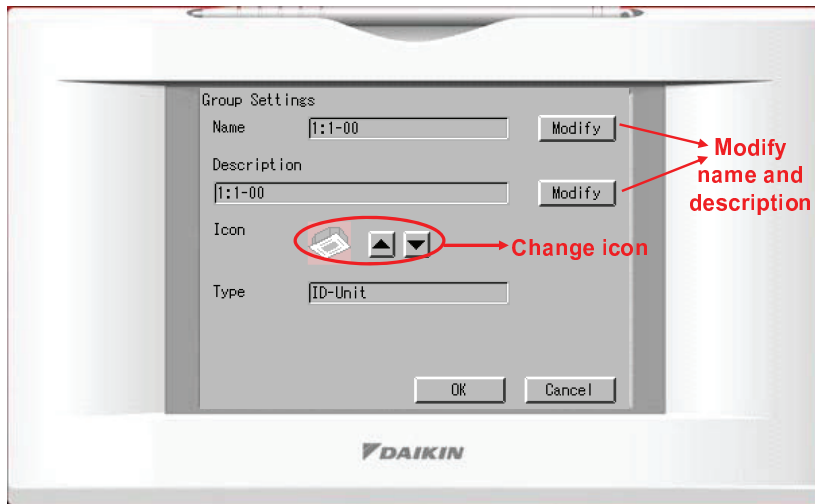 Group Settings
Name 1:1-00 Modify
Description
1:1-00 Modify
Icon
Type ID-Unit
OK Cancel
Modify
name and
description
Change icon
DAIKIN